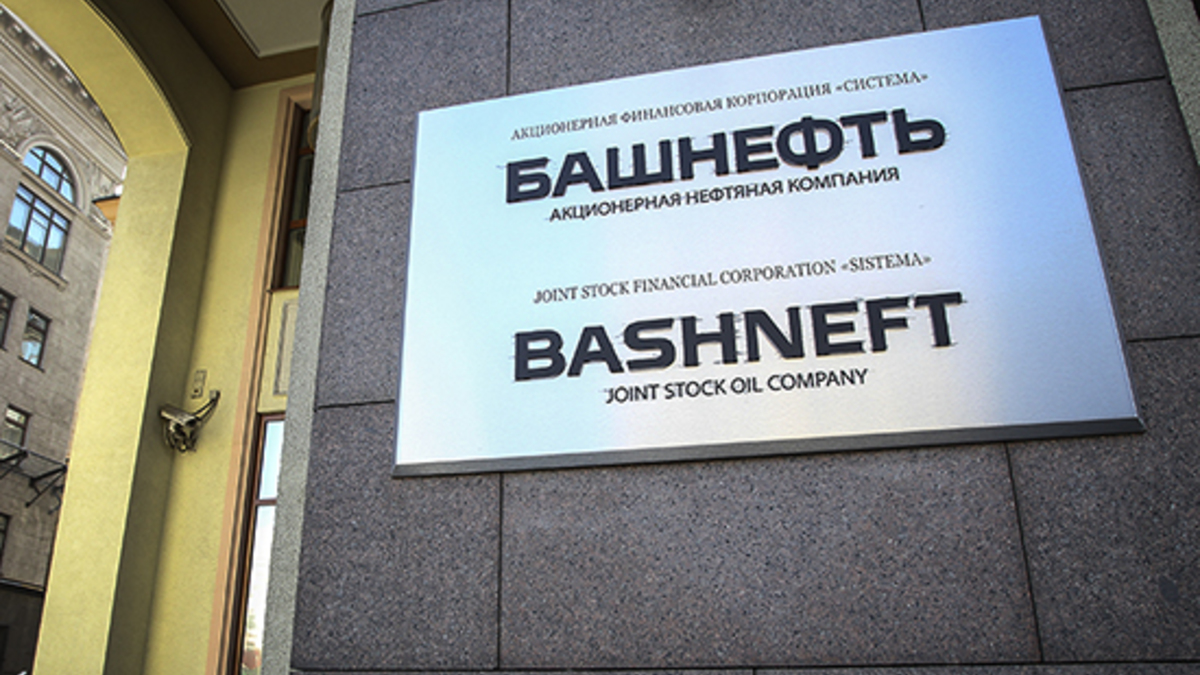 АКЦИОНЕРНАЯ ФИНАНСОВАЯ КОРПОРАЦИЯ «СИСТЕМА»
БАШНЕФТЬ
АКЦИОНЕРНАЯ НЕФТЯНАЯ КОМПАНИЯ
JOINT STOCK FINANCIAL CORPORATION «SISTEMA»
BASHNEFT
JOINT STOCK OIL COMPANY